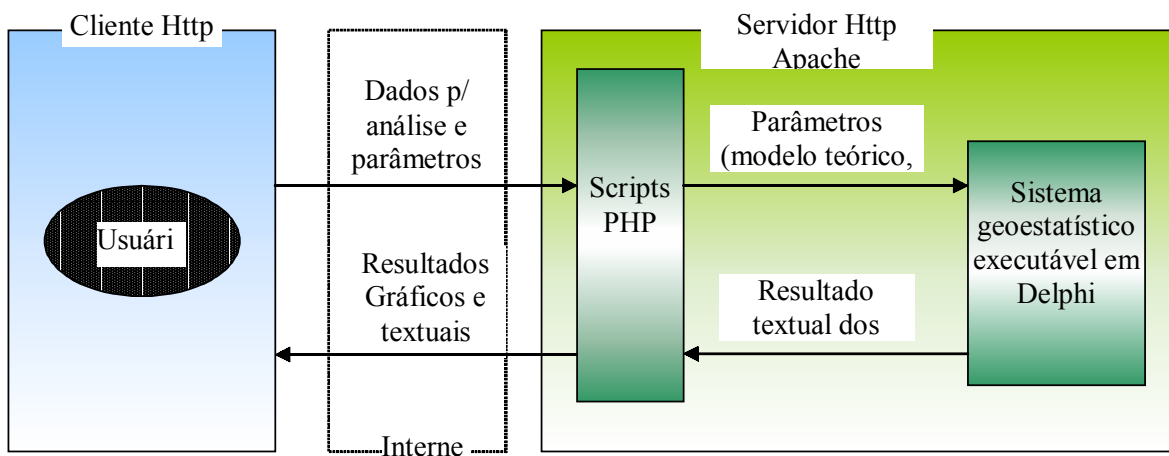 Cliente Http
Servidor Http
Apache
Dados p/
análise e
parâmetros
Parâmetros
(modelo teórico,
Scripts
PHP
Sistema
geoestatístico
executável em
Delphi
Usuári
Resultados
Gráficos e
textuais
Resultado
textual dos
Interne